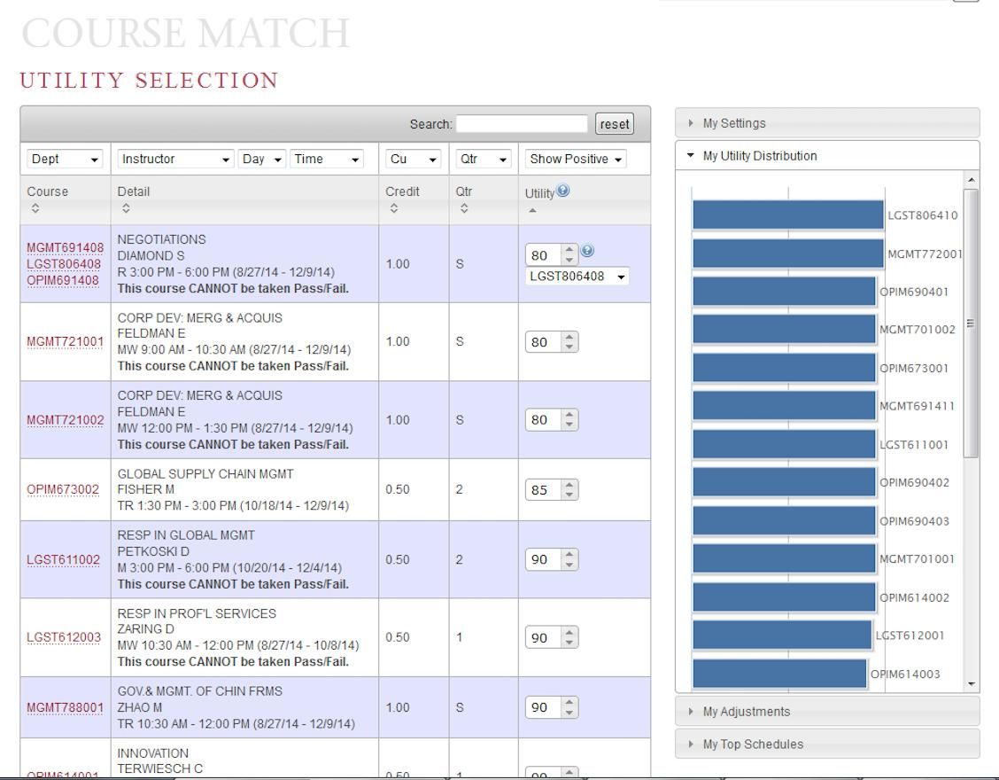 COURSE MATCH
UTILITY SELECTION
Search: reset
Dept Instructor Day Time Cu Qtr Show Positive
Course Detail Credit Qtr Utility
MGMT691408
LGST806408
OPIM691408
NEGOTIATIONS
DIAMOND S
R 3:00 PM - 6:00 PM (8/27/14 - 12/9/14)
This course CANNOT be taken Pass/Fail.
1.00 S 80
LGST806408
MGMT721001
CORP DEV: MERG & ACQUIS
FELDMAN E
MW 9:00 AM - 10:30 AM (8/27/14 - 12/9/14)
This course CANNOT be taken Pass/Fail.
1.00 S 80
MGMT721002
CORP DEV: MERG & ACQUIS
FELDMAN E
MW 12:00 PM - 1:30 PM (8/27/14 - 12/9/14)
This course CANNOT be taken Pass/Fail.
1.00 S 80
OPIM673002
GLOBAL SUPPLY CHAIN MGMT
FISHER M
TR 1:30 PM - 3:00 PM (10/18/14 - 12/9/14)
0.50 2 85
LGST611002
RESP IN GLOBAL MGMT
PETKOSKI D
M 3:00 PM - 6:00 PM (10/20/14 - 12/4/14)
This course CANNOT be taken Pass/Fail.
0.50 2 90
LGST612003
RESP IN PROF'L SERVICES
ZARING D
MW 10:30 AM - 12:00 PM (8/27/14 - 10/8/14)
This course CANNOT be taken Pass/Fail.
0.50 1 90
MGMT788001
GOV.& MGMT. OF CHIN FRMS
ZHAO M
TR 10:30 AM - 12:00 PM (8/27/14 - 12/9/14)
1.00 S 90
INNOVATION
TERWIESCH C
OPIM614001 0.50 1 90
My Settings
My Utility Distribution
LGST806410
MGMT772001
OPIM690401
MGMT701002
OPIM673001
MGMT691411
LGST611001
OPIM690402
OPIM690403
MGMT701001
OPIM614002
LGST612001
OPIM614003
My Adjustments
My Top Schedules